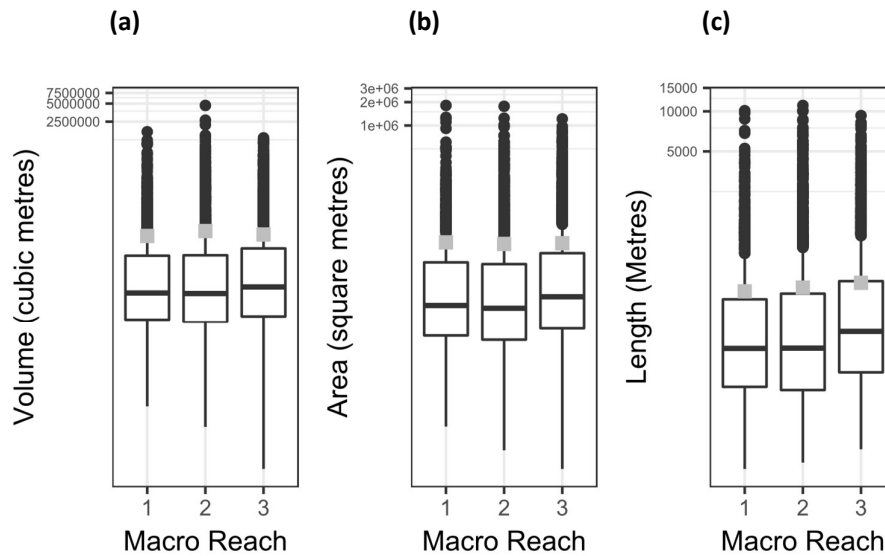 (a)
Volume (cubic metres)
7500000
5000000
2500000
1 2 3
Macro Reach
(b)
Area (square metres)
3e+06
2e+06
1e+06
1 2 3
Macro Reach
(c)
Length (Metres)
15000
10000
5000
1 2 3
Macro Reach